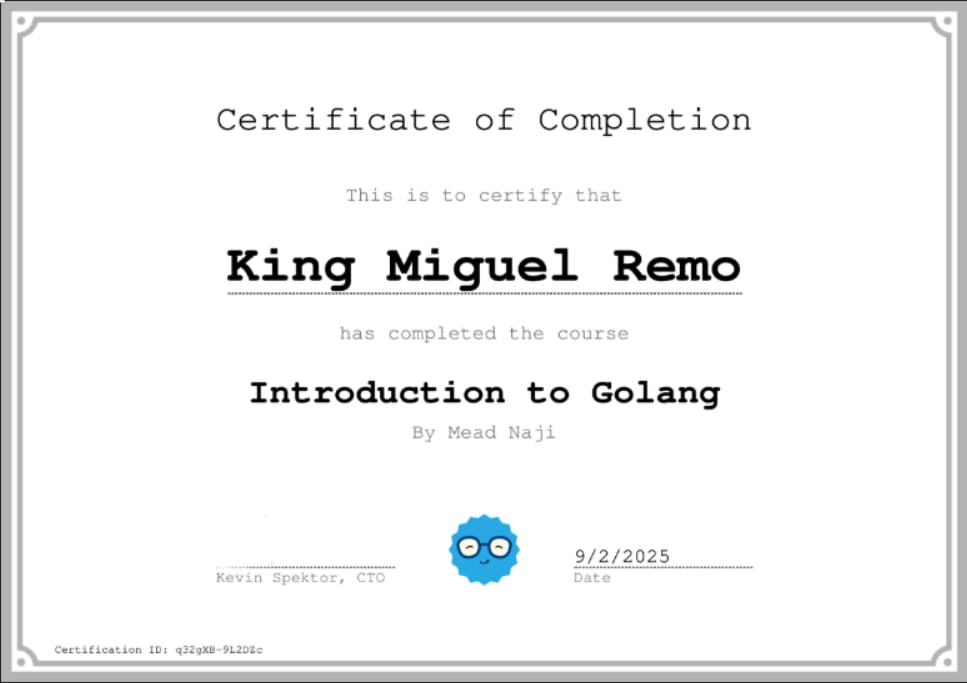 Certificate of Completion
This is to certify that
King Miguel Remo
has completed the course
Introduction to Golang
By Mead Naji
9/2/2025
Kevin Spektor, CTO
Date
Certification ID: q32gXB-9L2DZc